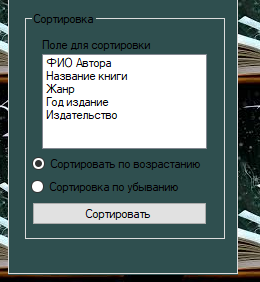 Сортировка
Поле для сортировки
ФИО Автора
Название книги
Жанр
Год издание
Издательство
Сортировать по возрастанию
Сортировка по убыванию
Сортировать